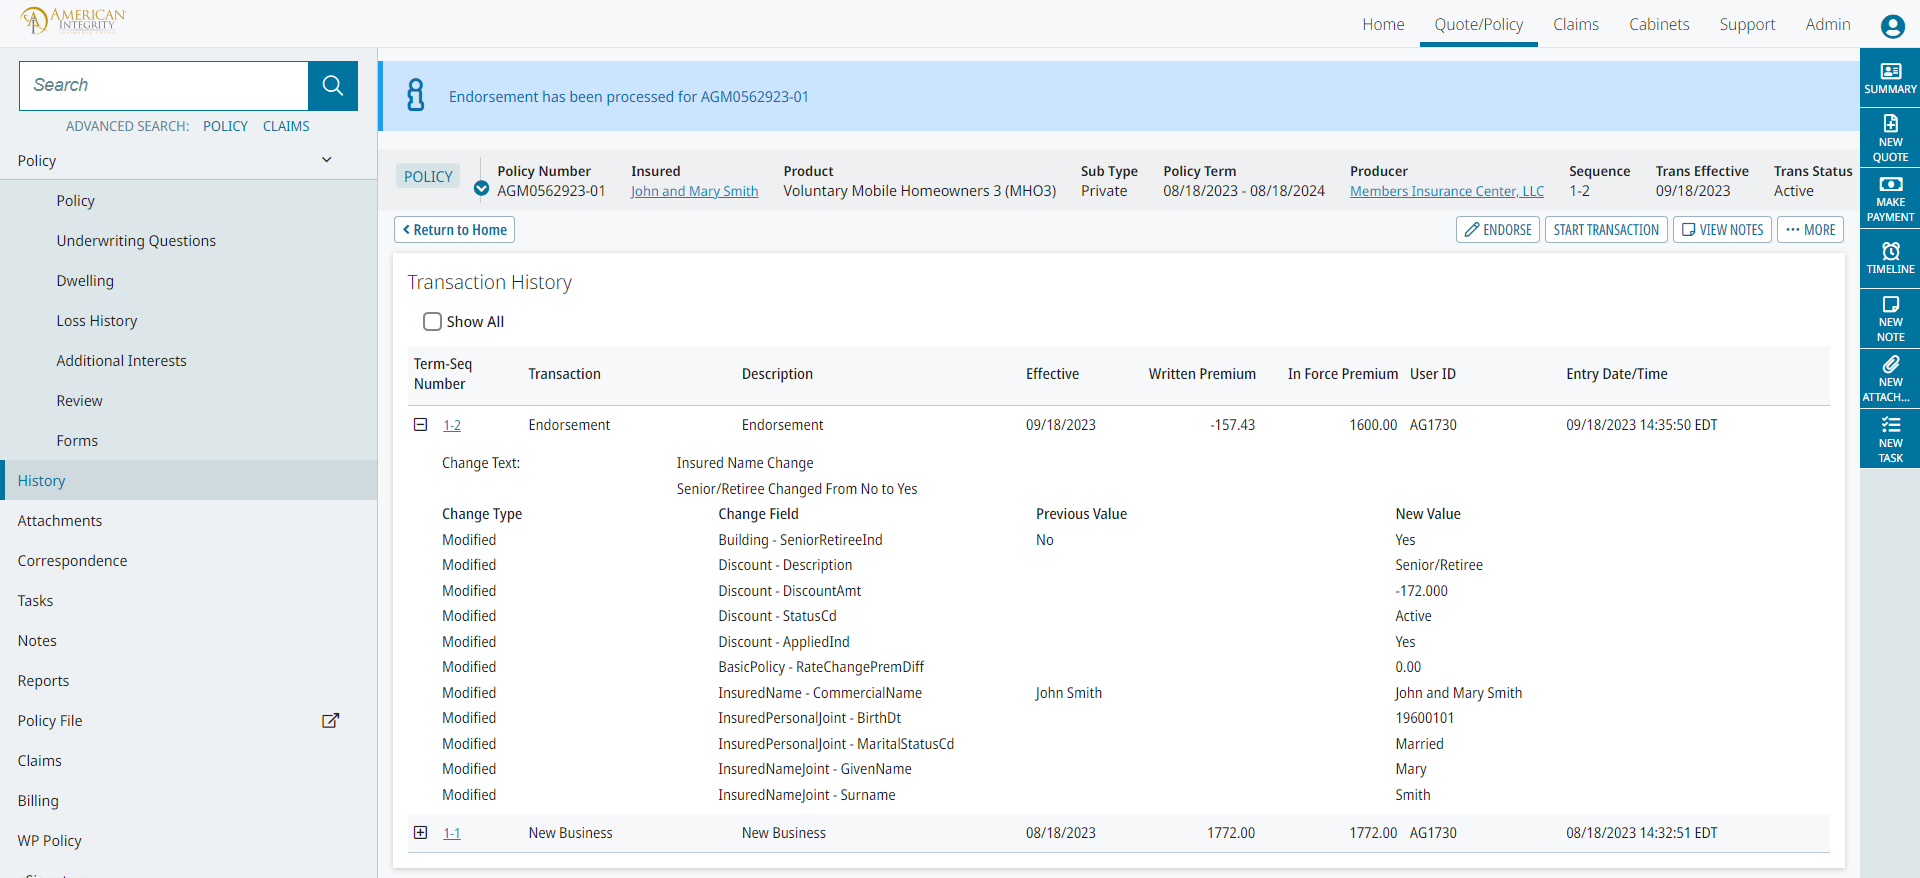 AMERICAN
INTEGRITY
Home Quote/Policy Claims Cabinets Support Admin
Search
ADVANCED SEARCH: POLICY CLAIMS
Policy
Policy
Underwriting Questions
Dwelling
Loss History
Additional Interests
Review
Forms
History
Attachments
Correspondence
Tasks
Notes
Reports
Policy File
Claims
Billing
WP Policy
Endorsement has been processed for AGM0562923-01
POLICY
Policy Number Insured Product Sub Type Policy Term Producer Sequence Trans Effective Trans Status
AGM0562923-01 John and Mary Smith Voluntary Mobile Homeowners 3 (MHO3) Private 08/18/2023 - 08/18/2024 Members Insurance Center, LLC 1-2 09/18/2023 Active
Return to Home ENDORSE START TRANSACTION VIEW NOTES MORE
Transaction History
Show All
Term-Seq Number Transaction Description Effective Written Premium In Force Premium User ID Entry Date/Time
1-2 Endorsement Endorsement 09/18/2023 -157.43 1600.00 AG1730 09/18/2023 14:35:50 EDT
Change Text: Insured Name Change
Senior/Retiree Changed From No to Yes
Change Type Change Field Previous Value New Value
Modified Building - SeniorRetireeInd No Yes
Modified Discount - Description Senior/Retiree
Modified Discount - DiscountAmt -172.000
Modified Discount - StatusCd Active
Modified Discount - AppliedInd Yes
Modified BasicPolicy - RateChangePremDiff 0.00
Modified InsuredName - CommercialName John Smith John and Mary Smith
Modified InsuredPersonalJoint - BirthDt 19600101
Modified InsuredPersonalJoint - MaritalStatusCd Married
Modified InsuredNameJoint - GivenName Mary
Modified InsuredNameJoint - Surname Smith
1-1 New Business New Business 08/18/2023 1772.00 1772.00 AG1730 08/18/2023 14:32:51 EDT
SUMMARY
NEW
QUOTE
MAKE
PAYMENT
TIMELINE
NEW
NOTE
NEW
ATTACH...
NEW
TASK